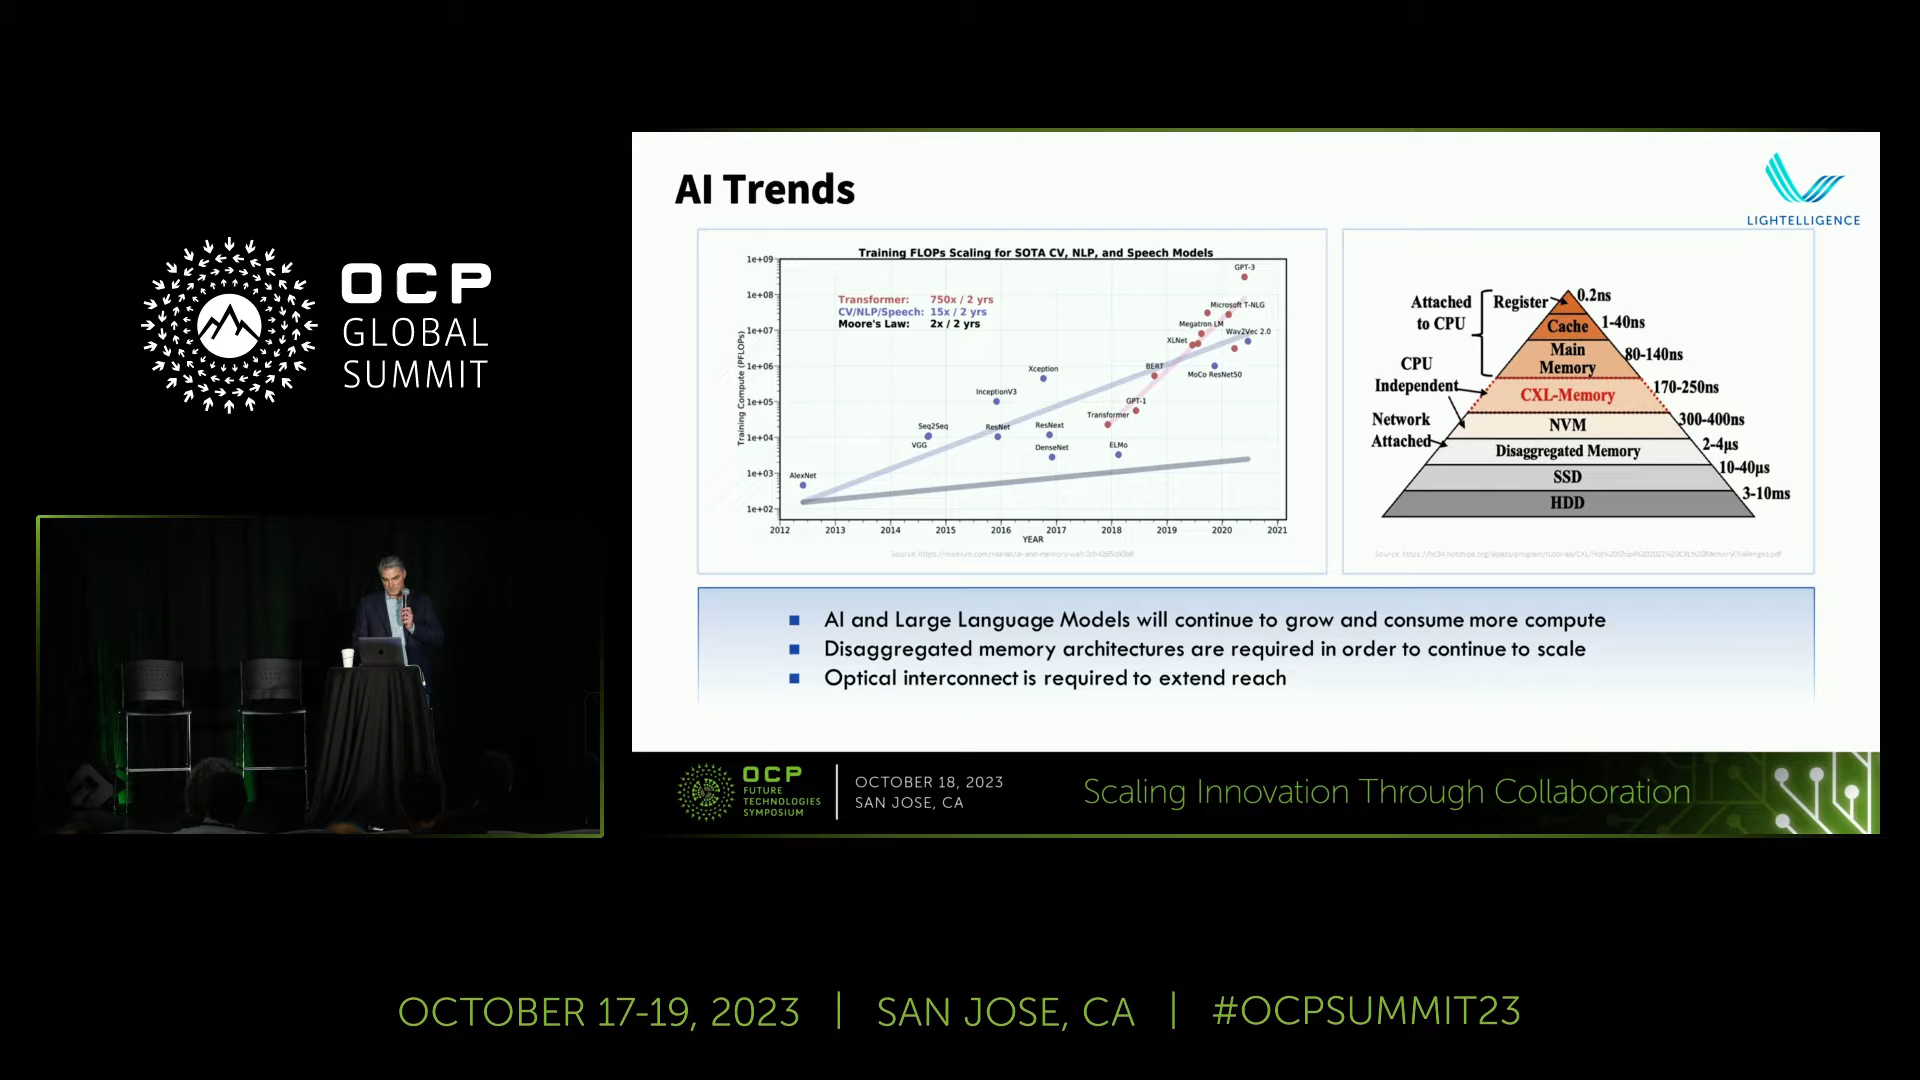 OCP
GLOBAL
SUMMIT
AI Trends
LIGHTELLIGENCE
Training FLOPs Scaling for SOTA CV, NLP, and Speech Models
Training Compute (PFLOPs)
1e+09
1e+08
1e+07
1e+06
1e+05
1e+04
1e+03
1e+02
Transformer: 750x / 2 yrs
CV/NLP/Speech: 15x / 2 yrs
Moore's Law: 2x / 2 yrs
GPT-3
Microsoft T-NLG
Megatron LM
Wav2Vec 2.0
XLNet
MoCo ResNet50
BERT
Xception
InceptionV3
GPT-1
Transformer
Seq2Seq
VGG
ResNet
ResNext
DenseNet
ELMo
AlexNet
2012 2013 2014 2015 2016 2017 2018 2019 2020 2021
YEAR
Attached
to CPU
CPU
Independent
Network
Attached
Register 0.2ns
Cache 1-40ns
Main
Memory 80-140ns
CXL-Memory 170-250ns
NVM 300-400ns
Disaggregated Memory 2-4μs
SSD 10-40μs
HDD 3-10ms
AI and Large Language Models will continue to grow and consume more compute
Disaggregated memory architectures are required in order to continue to scale
Optical interconnect is required to extend reach
OCP
FUTURE
TECHNOLOGIES
SYMPOSIUM
OCTOBER 18, 2023
SAN JOSE, CA
Scaling Innovation Through Collaboration
OCTOBER 17-19, 2023 | SAN JOSE, CA | #OCPSUMMIT23